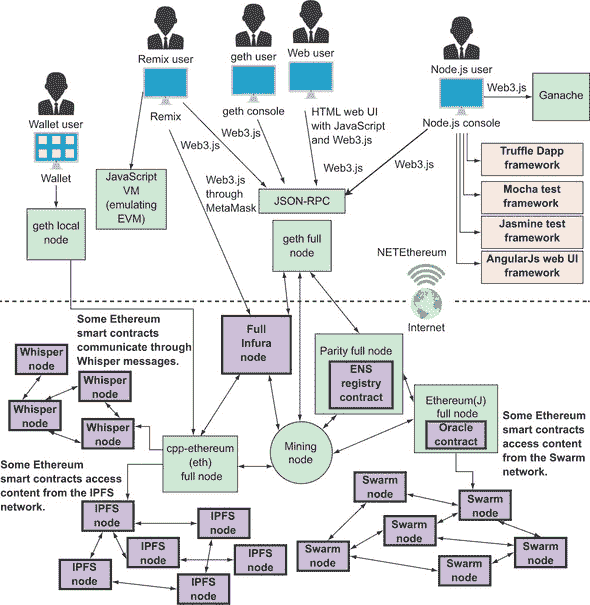 Remix user
geth user
Web user
Node.js user
Wallet user
Remix
geth console
Node.js console
Web3.js
Ganache
Wallet
HTML web UI
with JavaScript
and Web3.js
Web3.js
Web3.js
Web3.js
Web3.js
Truffle Dapp
framework
Mocha test
framework
Jasmine test
framework
AngularJs web UI
framework
JavaScript
VM
(emulating
EVM)
Web3.js
through
MetaMask
JSON-RPC
geth local
node
geth full
node
NETEthereum
Internet
Some Ethereum
smart contracts
communicate through
Whisper messages.
Full
Infura
node
Parity full node
ENS
registry
contract
Whisper
node
Whisper
node
Whisper
node
Whisper
node
Ethereum(J)
full node
Oracle
contract
Some Ethereum
smart contracts
access content
from the Swarm
network.
cpp-ethereum
(eth)
full node
Mining
node
Some Ethereum
smart contracts access
content from the IPFS
network.
IPFS
node
IPFS
node
IPFS
node
IPFS
node
IPFS
node
IPFS
node
Swarm
node
Swarm
node
Swarm
node
Swarm
node
Swarm
node
Swarm
node